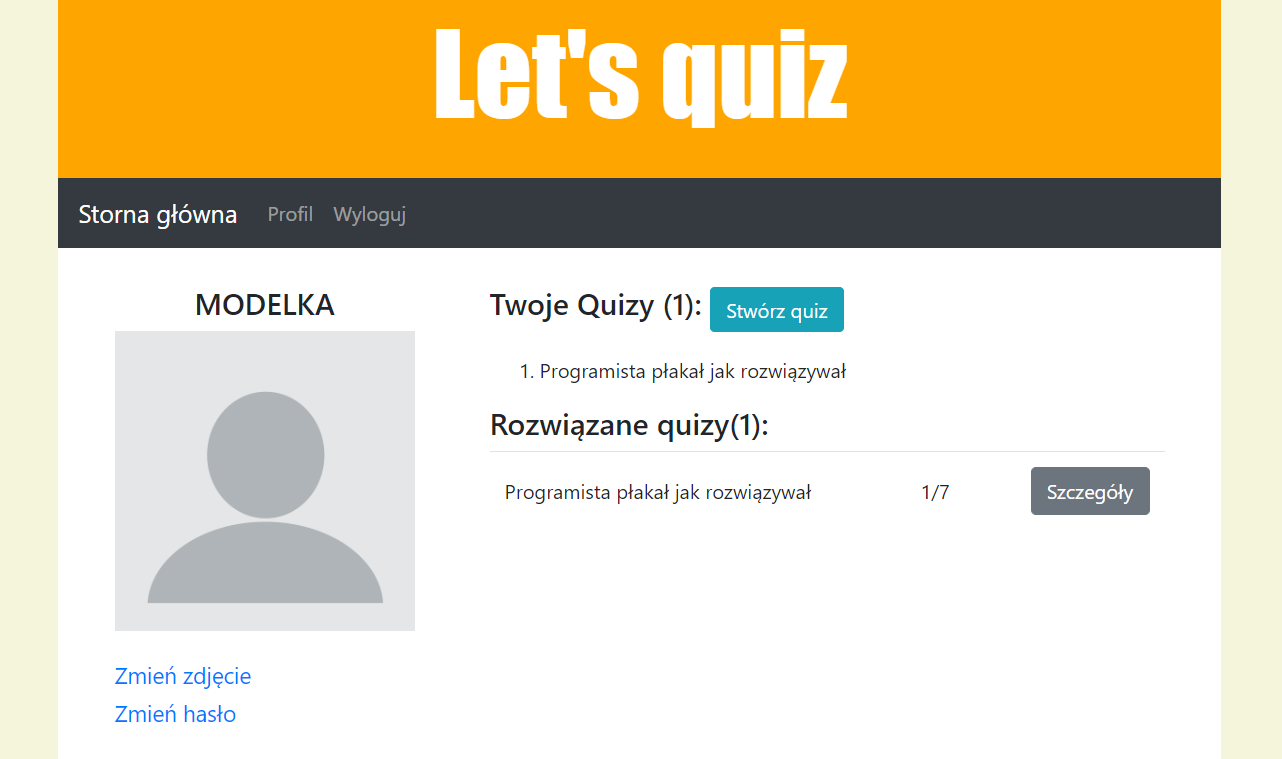 Let's quiz
Storna główna Profil Wyloguj
MODELKA
Zmień zdjęcie
Zmień hasło
Twoje Quizy (1): Stwórz quiz
1. Programista płakał jak rozwiązywał
Rozwiązane quizy(1):
Programista płakał jak rozwiązywał 1/7 Szczegóły